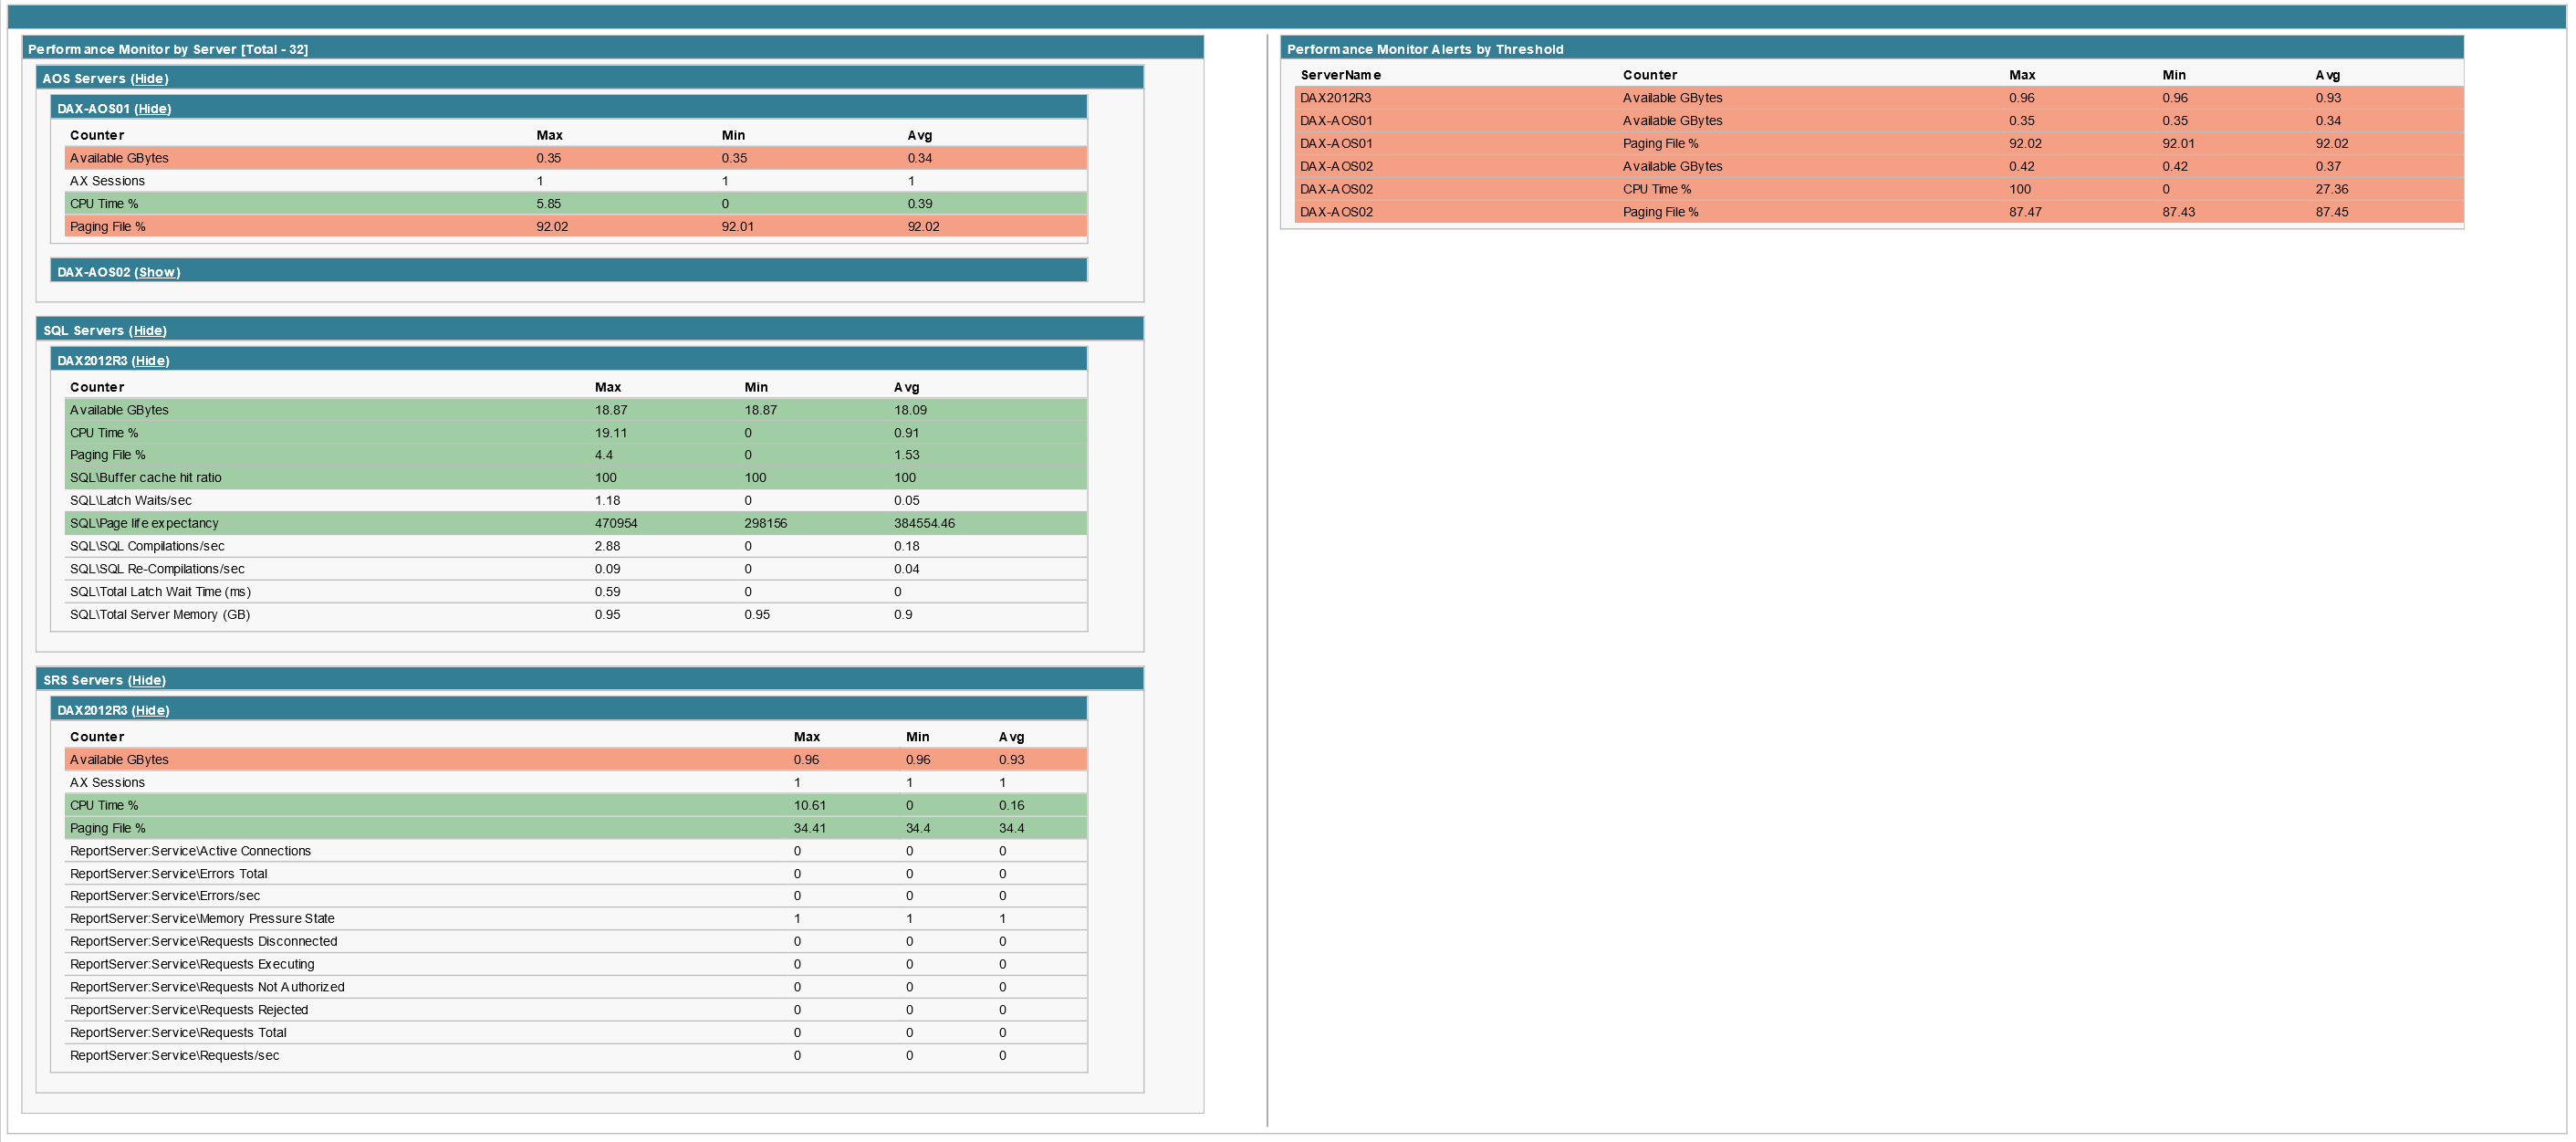 Performance Monitor by Server [Total - 32]
AOS Servers (Hide)
DAX-AOS01 (Hide)
Counter Max Min Avg
Available GBytes 0.35 0.35 0.34
AX Sessions 1 1 1
CPU Time % 5.85 0 0.39
Paging File % 92.02 92.01 92.02
DAX-AOS02 (Show)
SQL Servers (Hide)
DAX2012R3 (Hide)
Counter Max Min Avg
Available GBytes 18.87 18.87 18.09
CPU Time % 19.11 0 0.91
Paging File % 4.4 0 1.53
SQL\Buffer cache hit ratio 100 100 100
SQL\Latch Waits/sec 1.18 0 0.05
SQL\Page life expectancy 470954 298156 384554.46
SQL\SQL Compilations/sec 2.88 0 0.18
SQL\SQL Re-Compilations/sec 0.09 0 0.04
SQL\Total Latch Wait Time (ms) 0.59 0 0
SQL\Total Server Memory (GB) 0.95 0.95 0.9
SRS Servers (Hide)
DAX2012R3 (Hide)
Counter Max Min Avg
Available GBytes 0.96 0.96 0.93
AX Sessions 1 1 1
CPU Time % 10.61 0 0.16
Paging File % 34.41 34.4 34.4
ReportServer:Service\Active Connections 0 0 0
ReportServer:Service\Errors Total 0 0 0
ReportServer:Service\Errors/sec 0 0 0
ReportServer:Service\Memory Pressure State 1 1 1
ReportServer:Service\Requests Disconnected 0 0 0
ReportServer:Service\Requests Executing 0 0 0
ReportServer:Service\Requests Not Authorized 0 0 0
ReportServer:Service\Requests Rejected 0 0 0
ReportServer:Service\Requests Total 0 0 0
ReportServer:Service\Requests/sec 0 0 0
Performance Monitor Alerts by Threshold
ServerName Counter Max Min Avg
DAX2012R3 Available GBytes 0.96 0.96 0.93
DAX-AOS01 Available GBytes 0.35 0.35 0.34
DAX-AOS01 Paging File % 92.02 92.01 92.02
DAX-AOS02 Available GBytes 0.42 0.42 0.37
DAX-AOS02 CPU Time % 100 0 27.36
DAX-AOS02 Paging File % 87.47 87.43 87.45